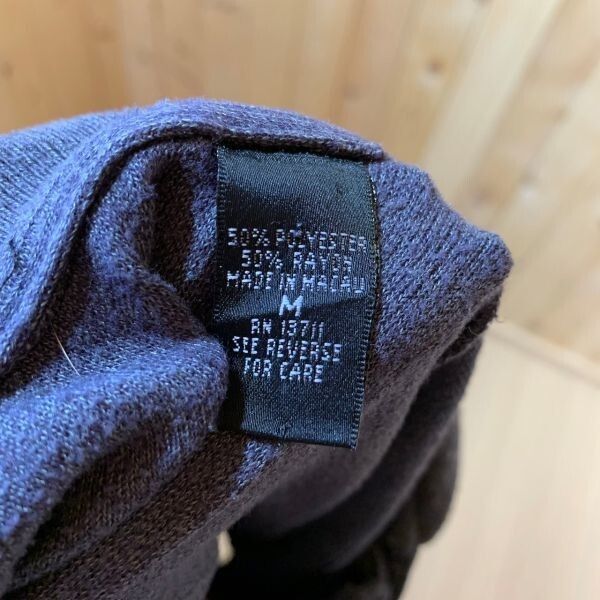 50% POLYESTER
50% RAYON
MADE IN MACAU
M
RN 13711
SEE REVERSE
FOR CARE